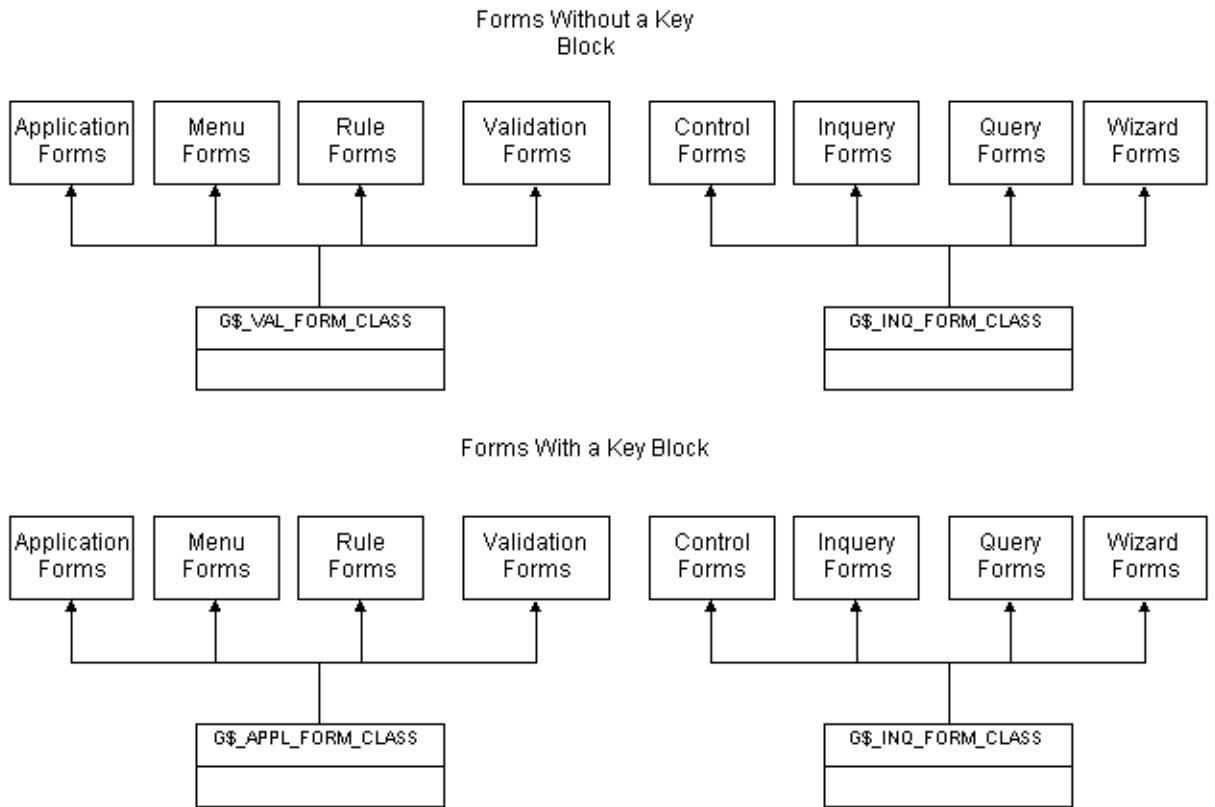 Forms Without a Key
Block
Application
Forms
Menu
Forms
Rule
Forms
Validation
Forms
Control
Forms
Inquery
Forms
Query
Forms
Wizard
Forms
G$_VAL_FORM_CLASS
G$_INQ_FORM_CLASS
Forms With a Key Block
Application
Forms
Menu
Forms
Rule
Forms
Validation
Forms
Control
Forms
Inquery
Forms
Query
Forms
Wizard
Forms
G$_APPL_FORM_CLASS
G$_INQ_FORM_CLASS